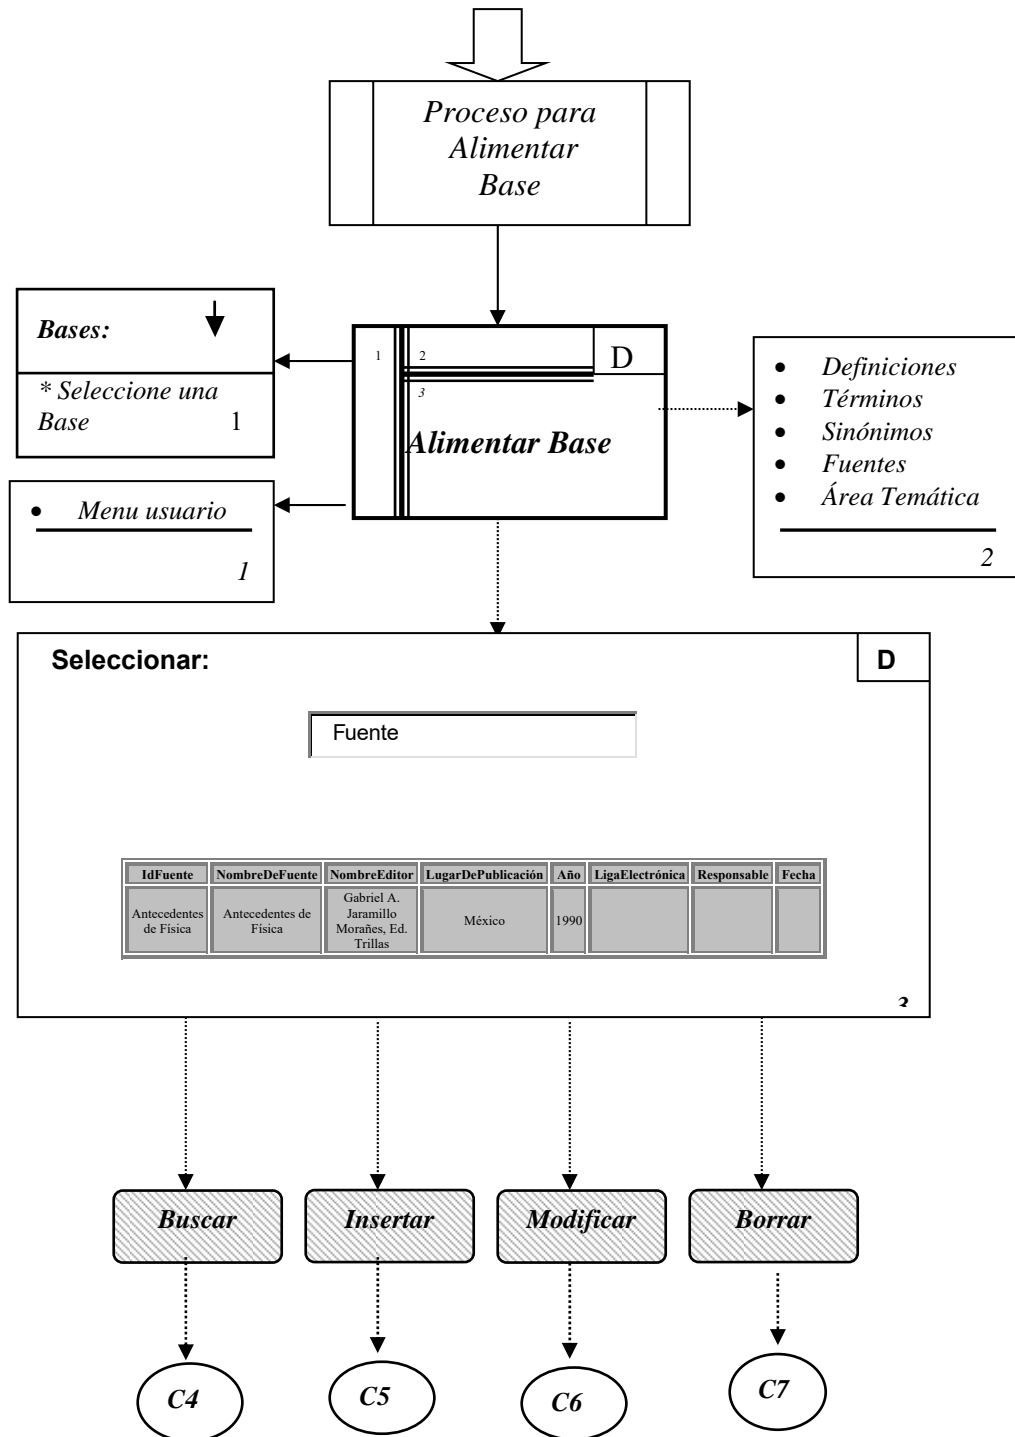 Proceso para
Alimentar
Base
Bases:
* Seleccione una
Base 1
1 2 D
3
Alimentar Base
• Definiciones
• Términos
• Sinónimos
• Fuentes
• Área Temática
2
• Menu usuario
1
Seleccionar: D
Fuente
IdFuente NombreDeFuente NombreEditor LugarDePublicación Año LigaElectrónica Responsable Fecha
Antecedentes
de Física
Antecedentes de
Física
Gabriel A.
Jaramillo
Morañes, Ed.
Trillas
México
1990
3
Buscar Insertar Modificar Borrar
C4 C5 C6 C7